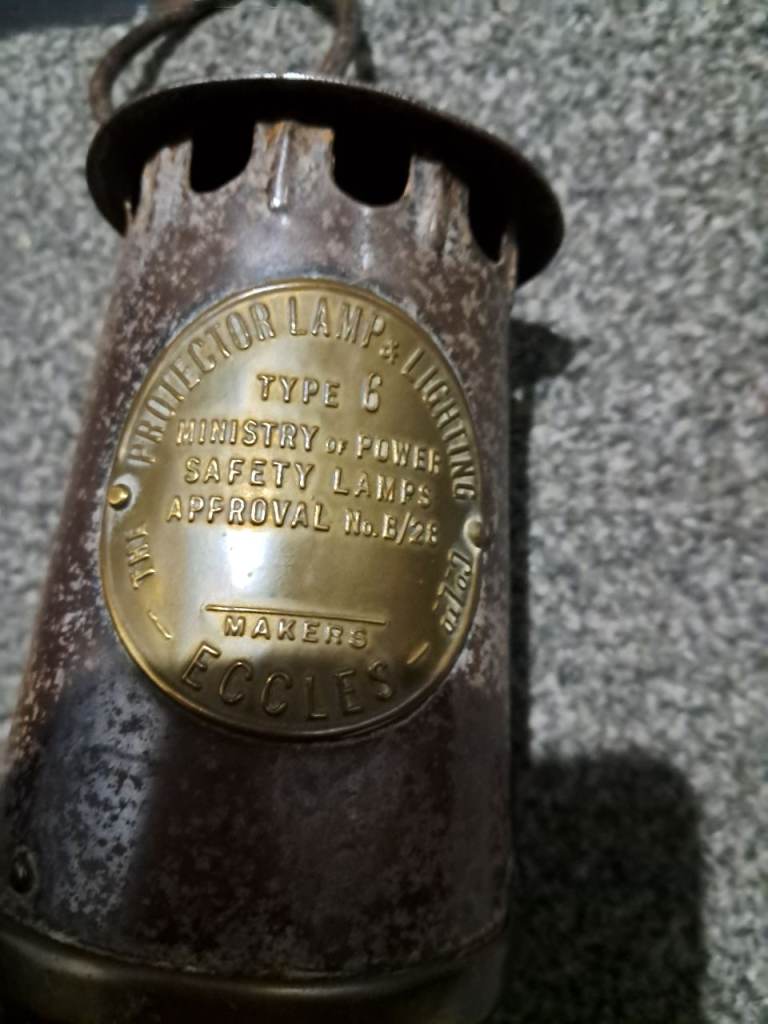 THE PROTECTOR LAMP & LIGHTING Co. LTD
TYPE 6
MINISTRY OF POWER
SAFETY LAMPS
APPROVAL No. B/28
MAKERS
ECCLES